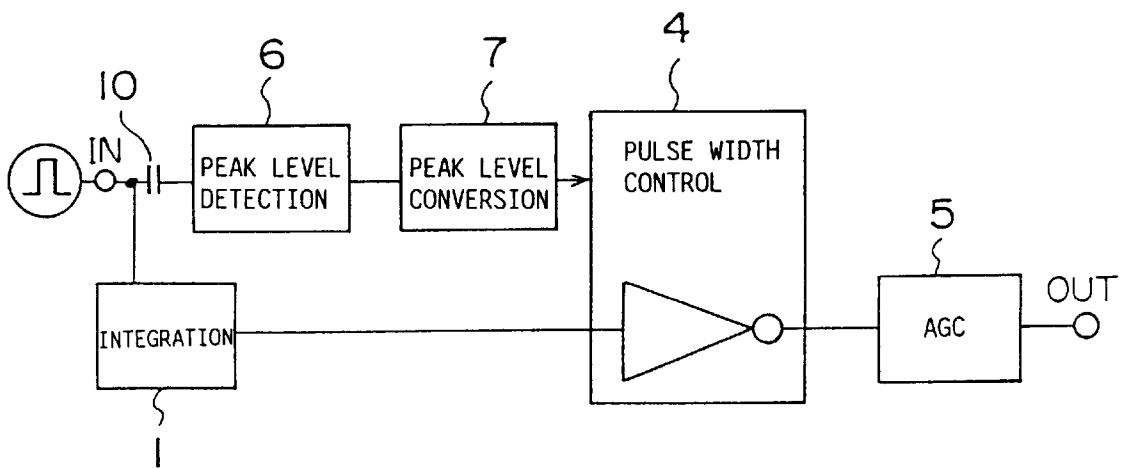 4
7
6
10
IN
PEAK LEVEL
DETECTION
PEAK LEVEL
CONVERSION
PULSE WIDTH
CONTROL
5
OUT
INTEGRATION
AGC
1